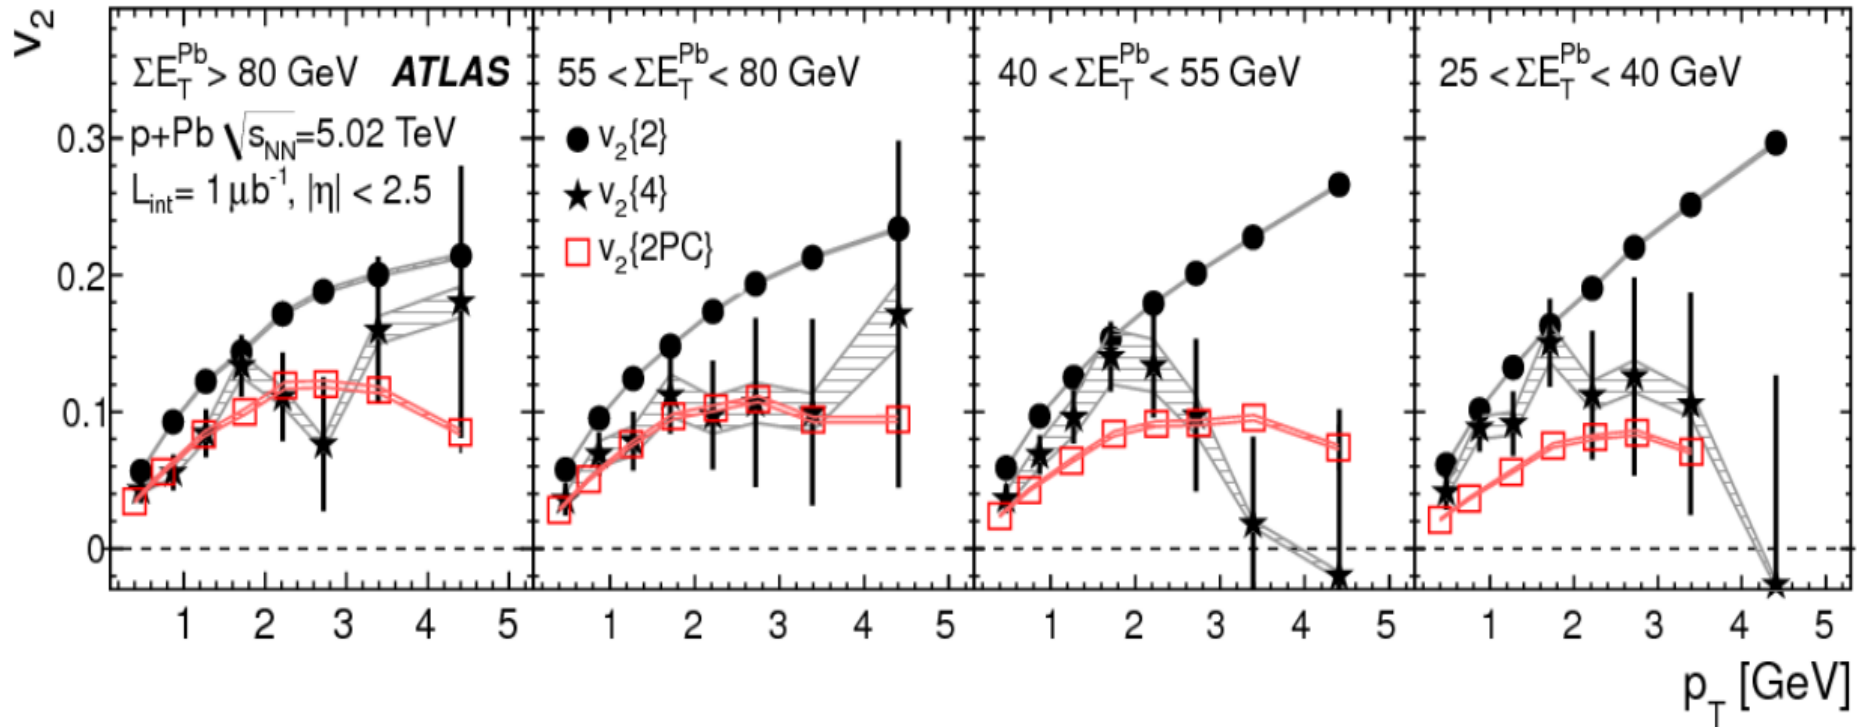 v₂
ΣE_T^Pb > 80 GeV ATLAS
p+Pb √s_NN=5.02 TeV
L_int= 1 μb⁻¹, |η| < 2.5
55 < ΣE_T^Pb < 80 GeV
v₂{2}
v₂{4}
v₂{2PC}
40 < ΣE_T^Pb < 55 GeV
25 < ΣE_T^Pb < 40 GeV
0.3
0.2
0.1
0
1 2 3 4 5 1 2 3 4 5 1 2 3 4 5 1 2 3 4 5
p_T [GeV]